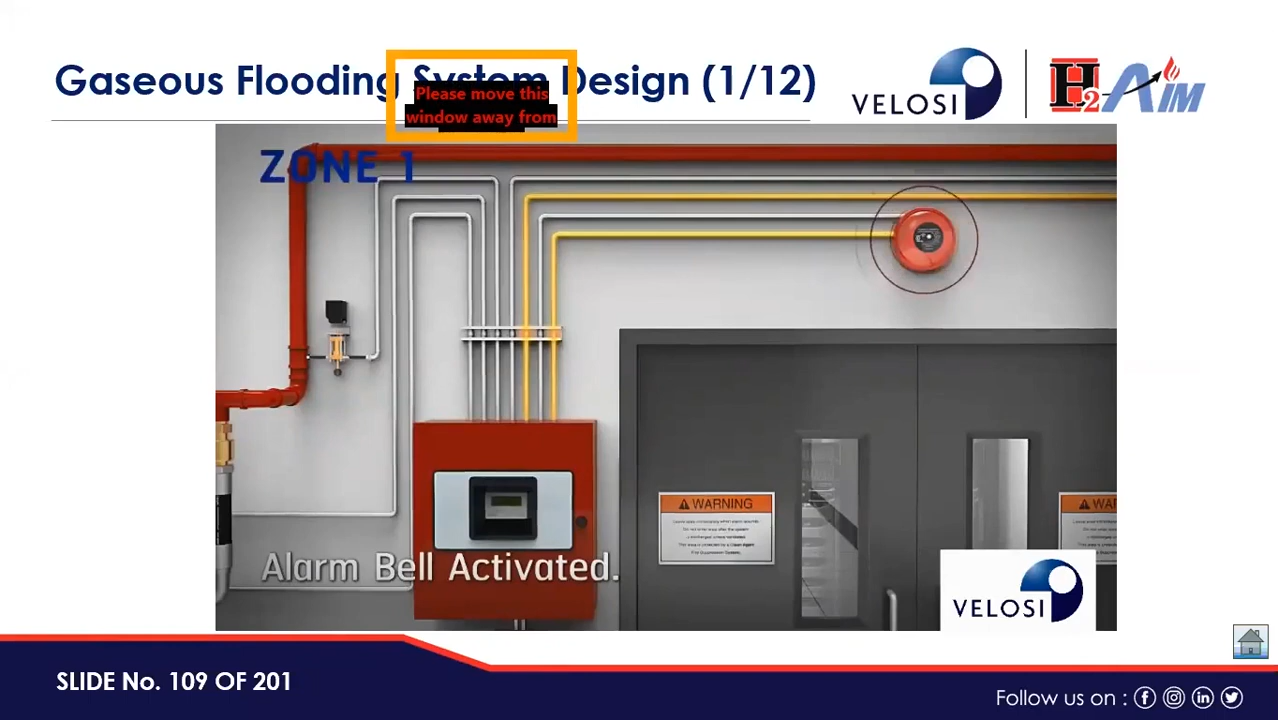 Gaseous Flooding System Design (1/12)
Please move this
window away from
VELOSI
H2AIM
ZONE 1
WARNING
WAR
Alarm Bell Activated.
VELOSI
SLIDE No. 109 OF 201
Follow us on :